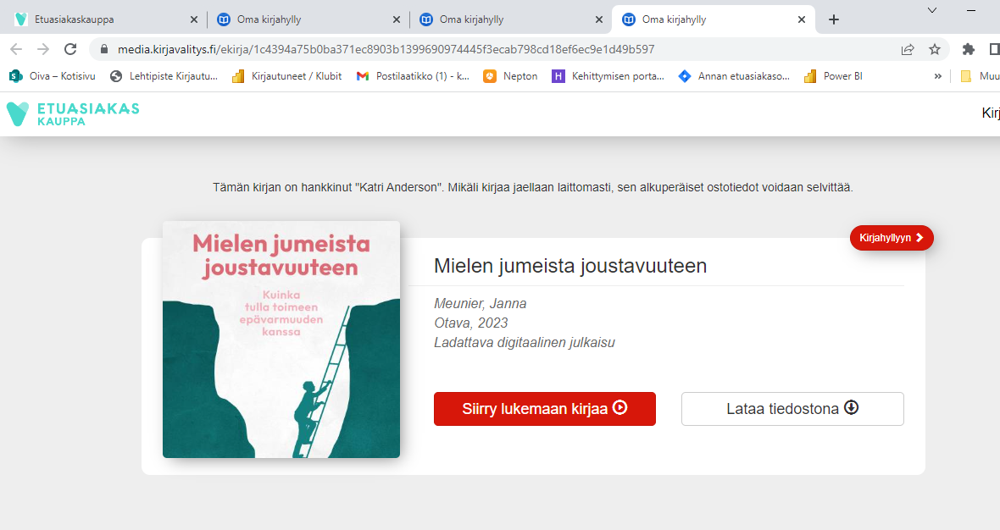 Etuasiakaskauppa
Oma kirjahylly
Oma kirjahylly
Oma kirjahylly
media.kirjavalitys.fi/ekirja/1c4394a75b0ba371ec8903b1399690974445f3ecab798cd18ef6ec9e1d49b597
Oiva – Kotisivu
Lehtipiste Kirjautu...
Kirjautuneet / Klubit
Postilaatikko (1) - k...
Nepton
H
Kehittymisen porta...
Annan etuasiakaso...
Power BI
»
Muu
ETUASIAKAS
KAUPPA
Kirj
Tämän kirjan on hankkinut "Katri Anderson". Mikäli kirjaa jaellaan laittomasti, sen alkuperäiset ostotiedot voidaan selvittää.
Kirjahyllyyn
Mielen jumeista
joustavuuteen
Kuinka
tulla toimeen
epävarmuuden
kanssa
Mielen jumeista joustavuuteen
Meunier, Janna
Otava, 2023
Ladattava digitaalinen julkaisu
Siirry lukemaan kirjaa
Lataa tiedostona